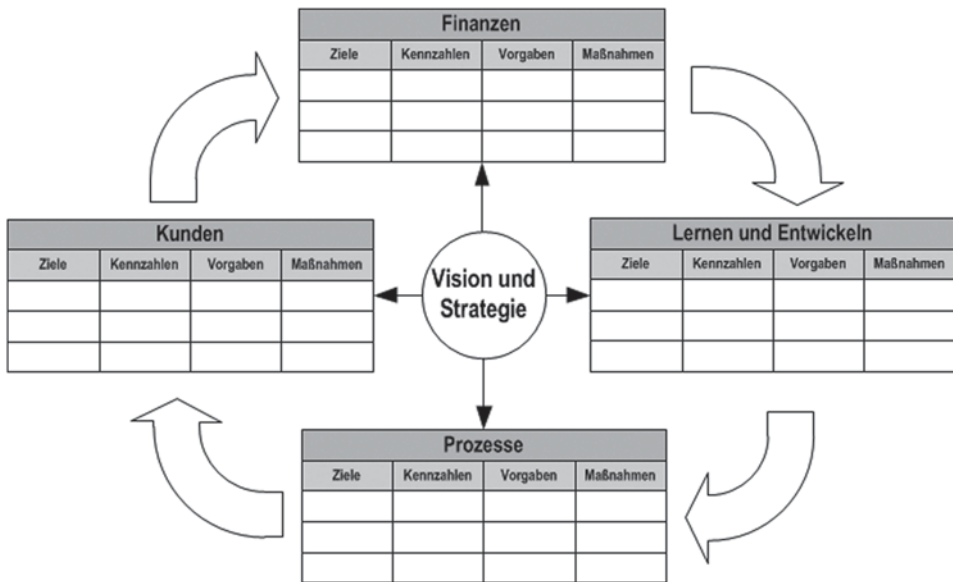 Finanzen
Ziele Kennzahlen Vorgaben Maßnahmen
Kunden
Ziele Kennzahlen Vorgaben Maßnahmen
Vision und
Strategie
Lernen und Entwickeln
Ziele Kennzahlen Vorgaben Maßnahmen
Prozesse
Ziele Kennzahlen Vorgaben Maßnahmen